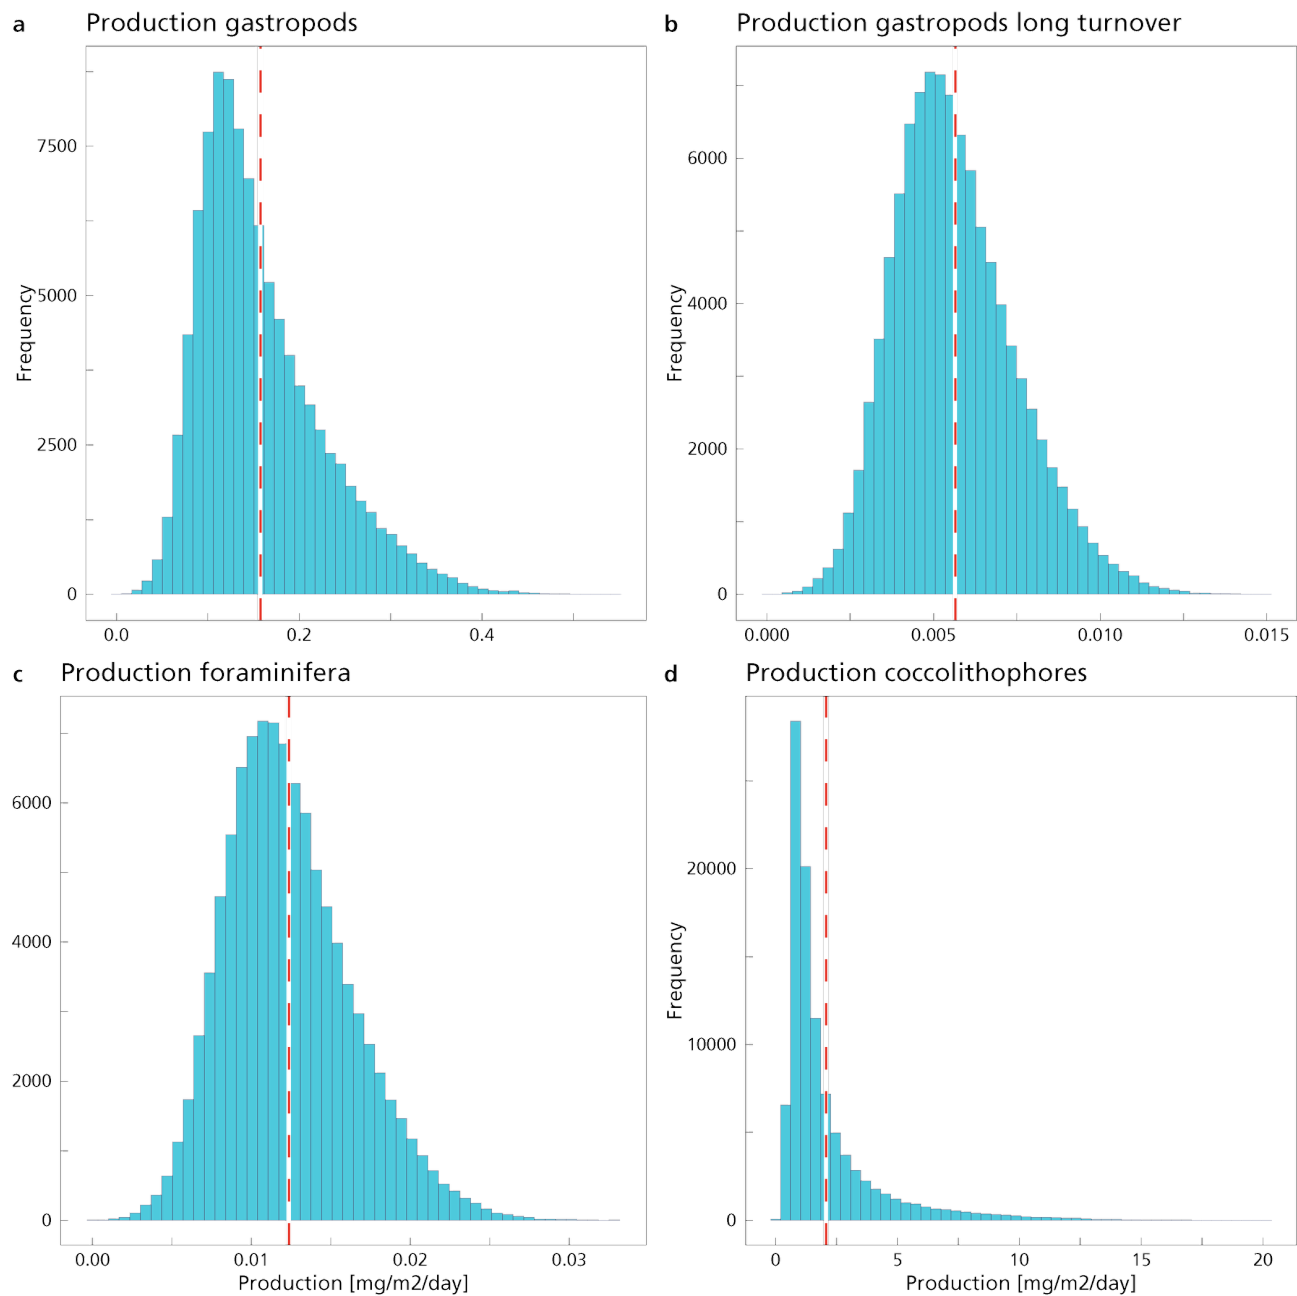 a Production gastropods
Frequency
7500
5000
2500
0
0.0 0.2 0.4
b Production gastropods long turnover
Frequency
6000
4000
2000
0
0.000 0.005 0.010 0.015
c Production foraminifera
6000
4000
2000
0
0.00 0.01 0.02 0.03
Production [mg/m2/day]
d Production coccolithophores
Frequency
20000
10000
0
0 5 10 15 20
Production [mg/m2/day]